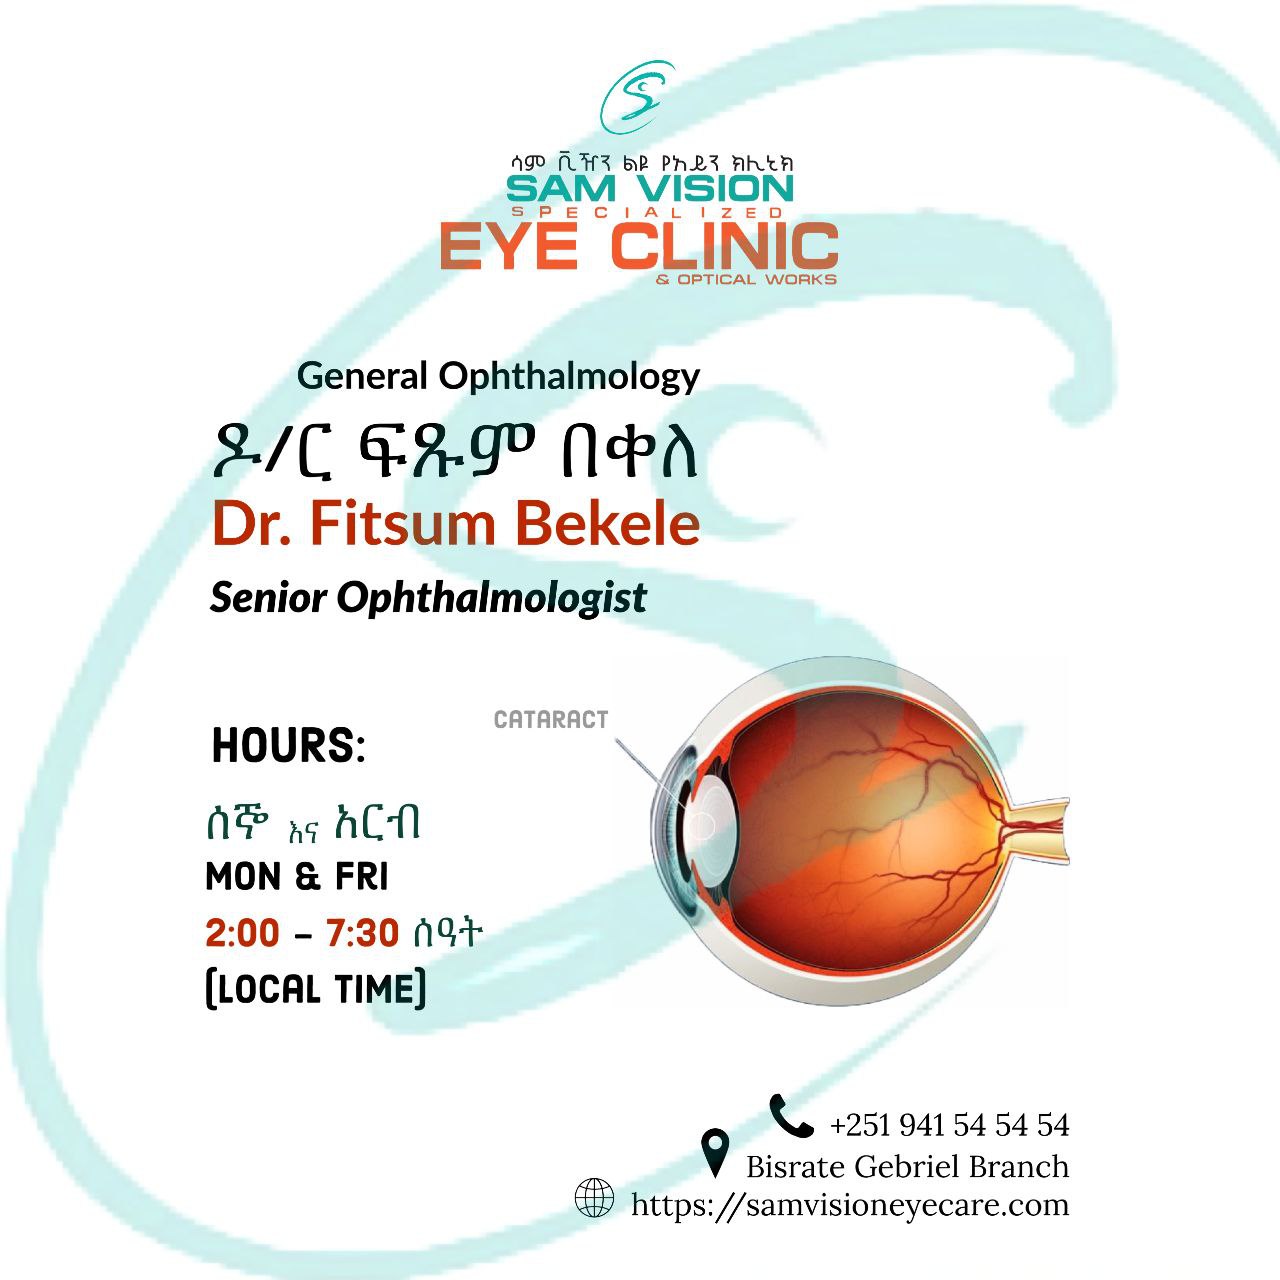 ሳም ቪዥን ልዩ የአይን ክሊኒክ
SAM VISION
SPECIALIZED
EYE CLINIC
& OPTICAL WORKS
General Ophthalmology
ዶ/ር ፍጹም በቀለ
Dr. Fitsum Bekele
Senior Ophthalmologist
CATARACT
HOURS:
ሰኞ እና አርብ
MON & FRI
2:00 – 7:30 ሰዓት
(LOCAL TIME)
+251 941 54 54 54
Bisrate Gebriel Branch
https://samvisioneyecare.com